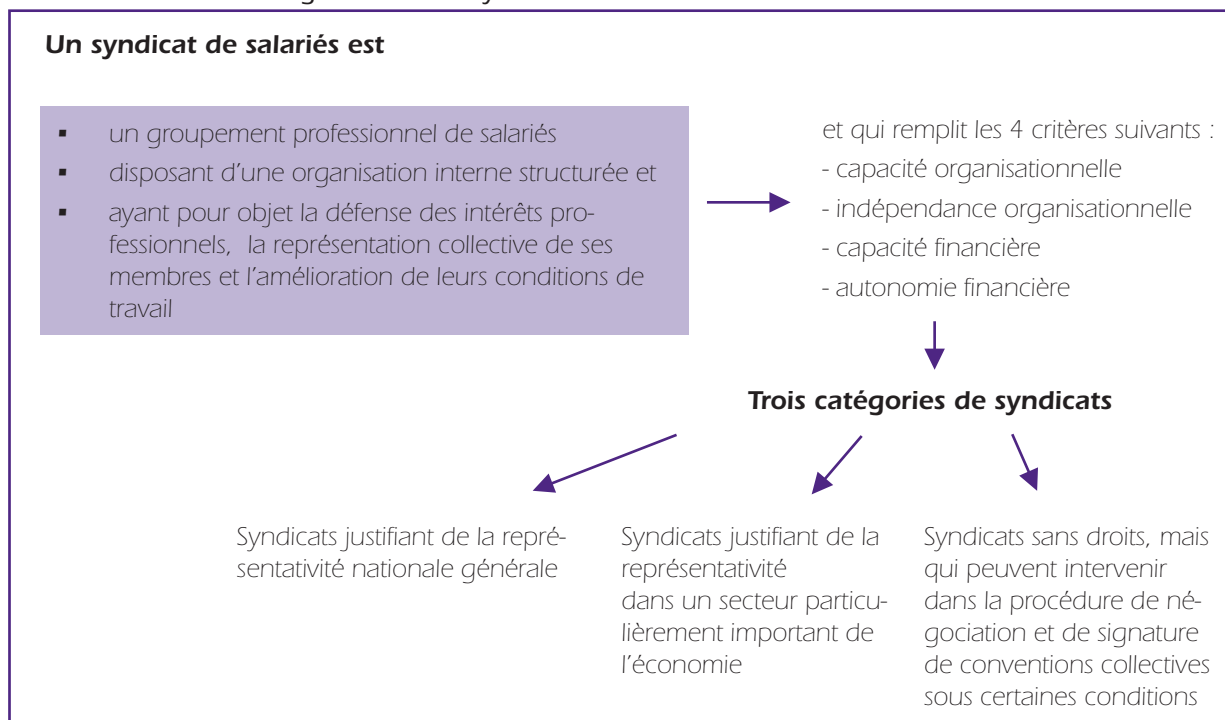 Un syndicat de salariés est
▪ un groupement professionnel de salariés
▪ disposant d'une organisation interne structurée et
▪ ayant pour objet la défense des intérêts pro-
fessionnels, la représentation collective de ses
membres et l'amélioration de leurs conditions de
travail
et qui remplit les 4 critères suivants :
- capacité organisationnelle
- indépendance organisationnelle
- capacité financière
- autonomie financière
Trois catégories de syndicats
Syndicats justifiant de la repré-
sentativité nationale générale
Syndicats justifiant de la
représentativité
dans un secteur particu-
lièrement important de
l'économie
Syndicats sans droits, mais
qui peuvent intervenir
dans la procédure de né-
gociation et de signature
de conventions collectives
sous certaines conditions